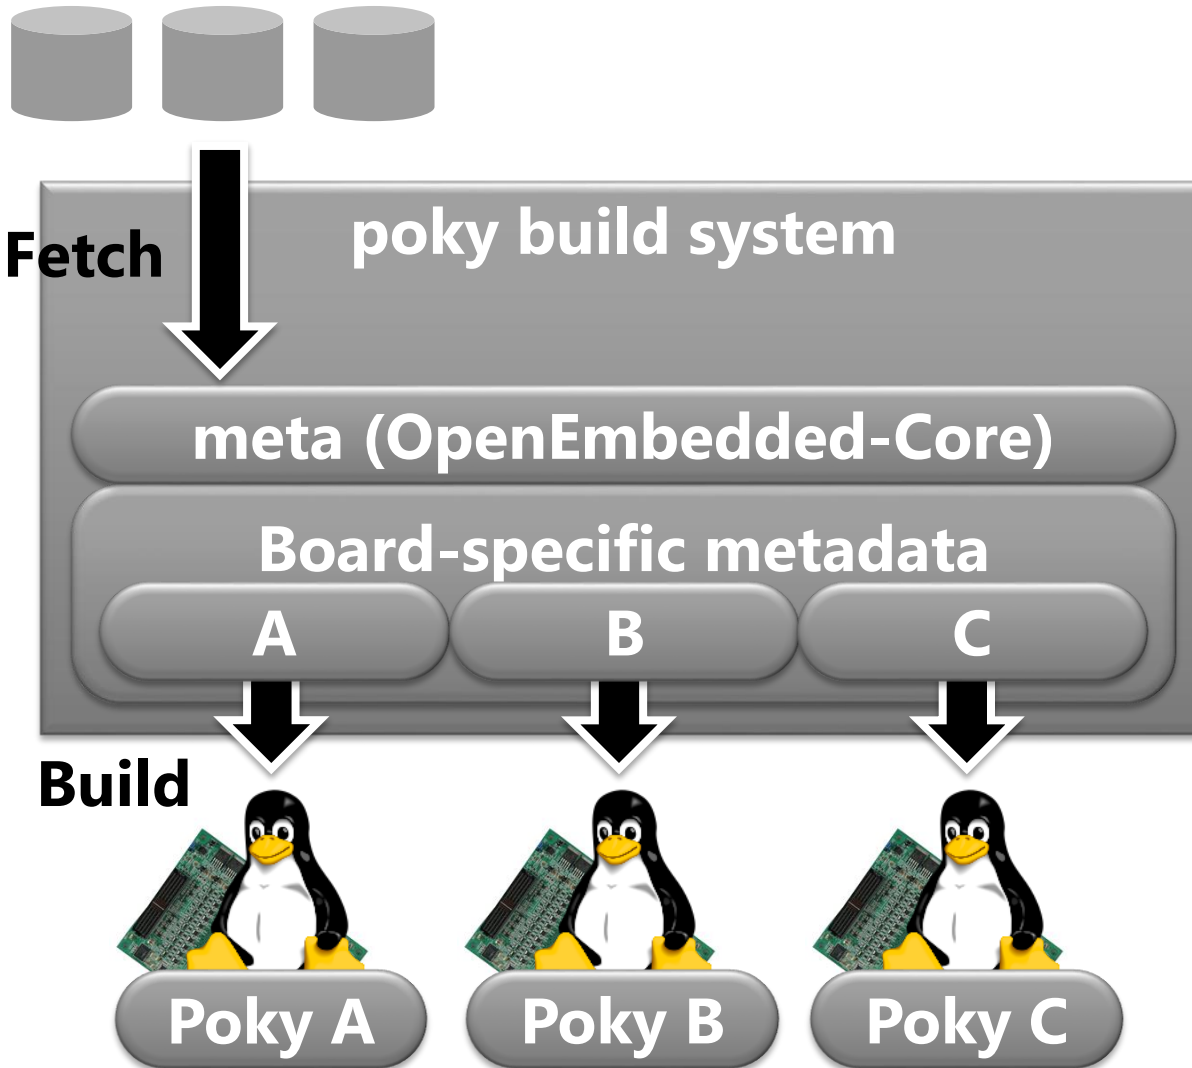 poky build system
Fetch
meta (OpenEmbedded-Core)
Board-specific metadata
A
B
C
Build
Poky A
Poky B
Poky C